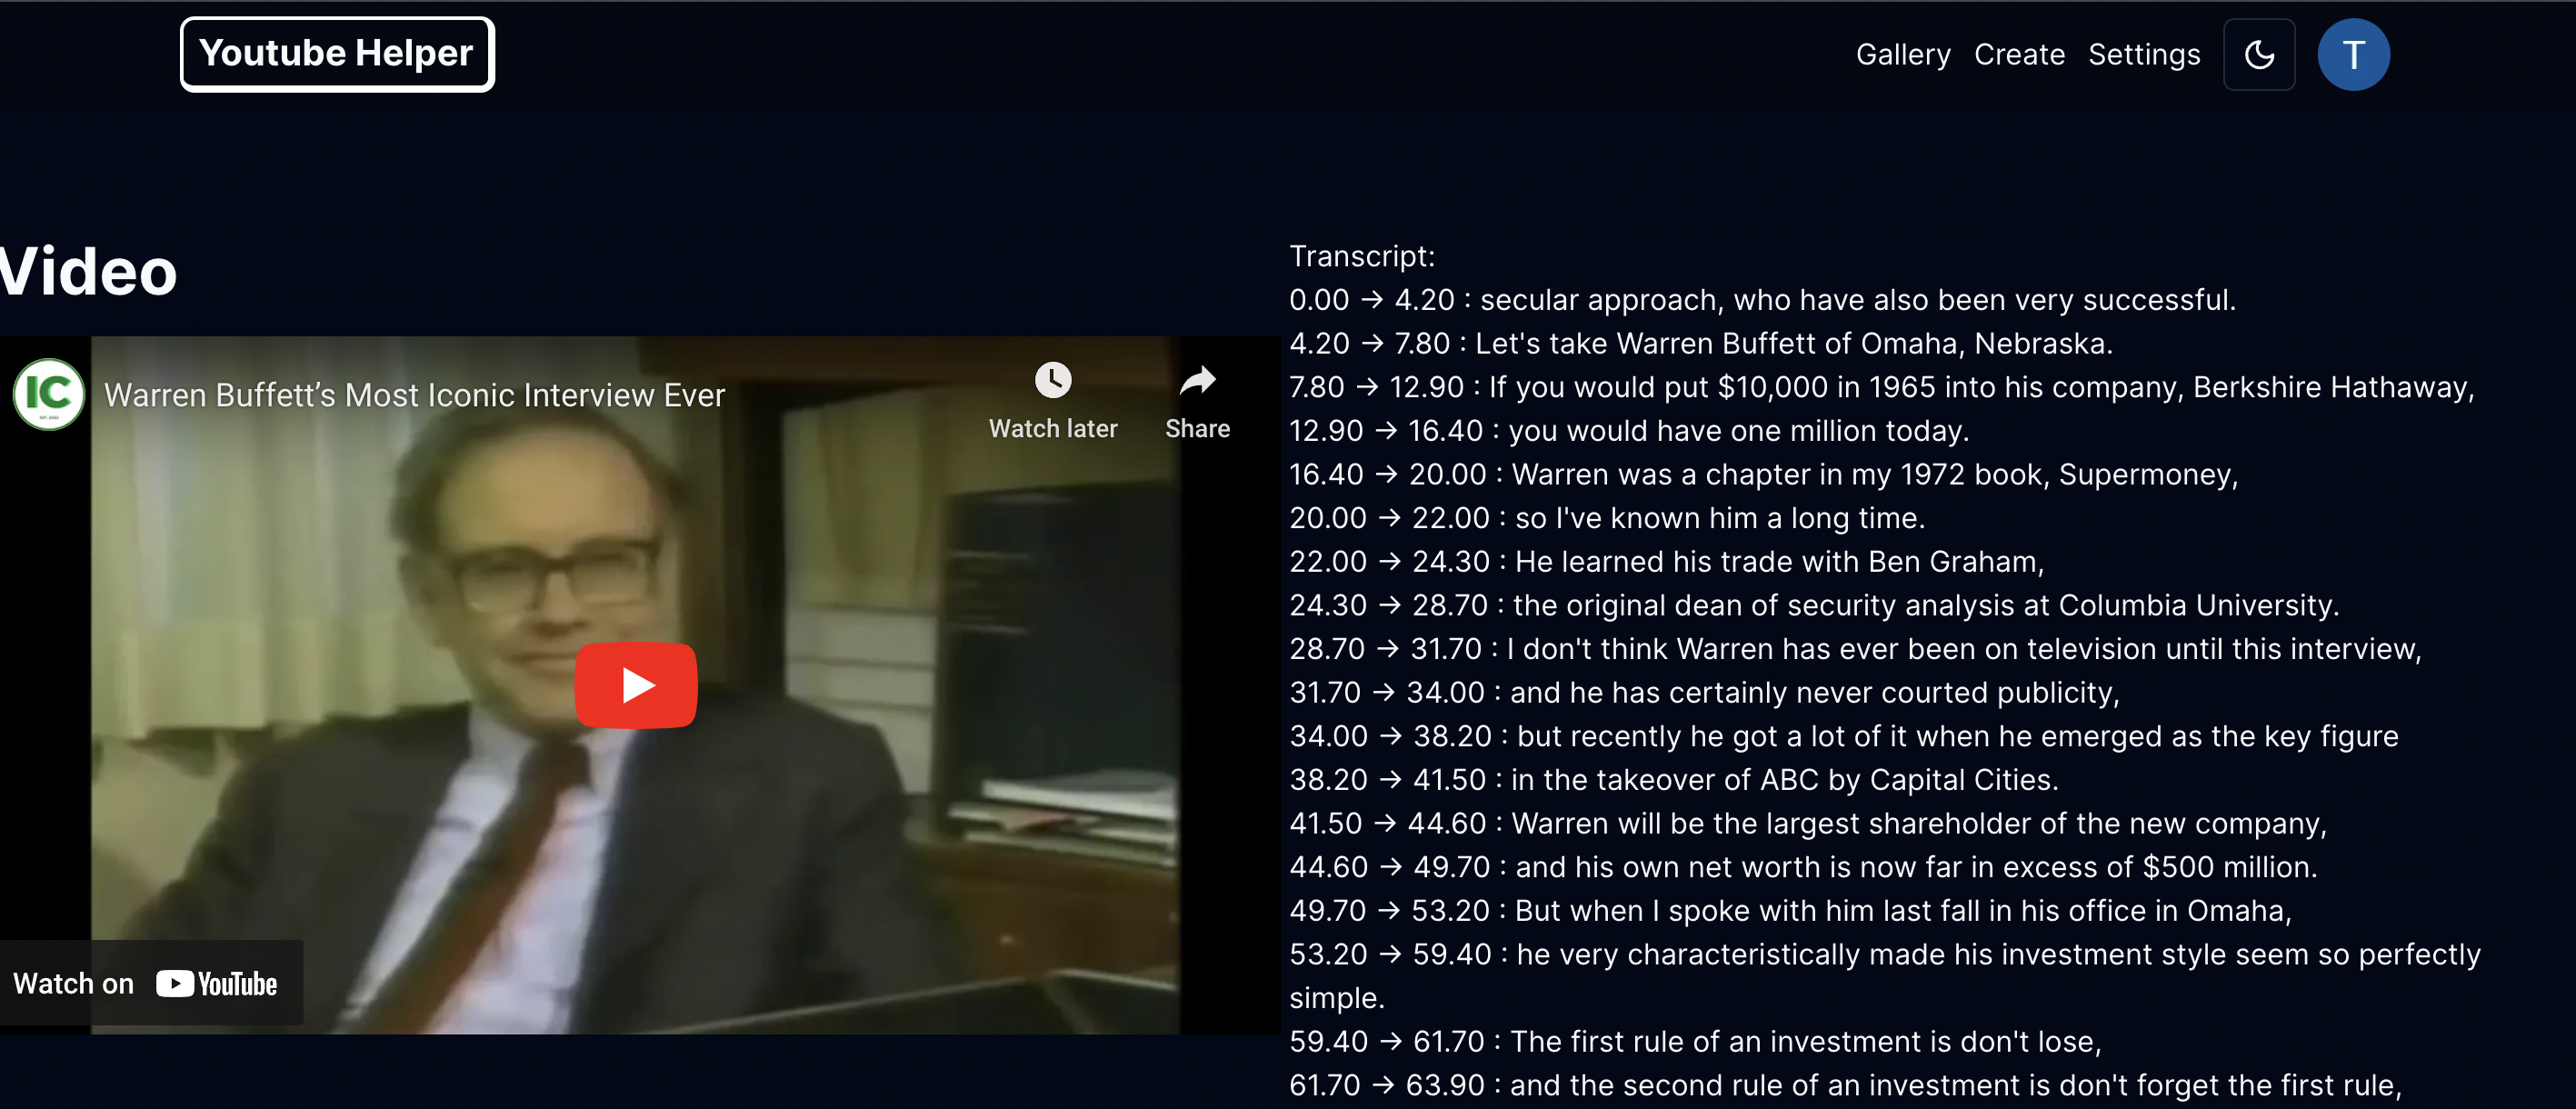 Youtube Helper
Gallery Create Settings
T
Video
IC
Warren Buffett’s Most Iconic Interview Ever
Watch later
Share
Watch on YouTube
Transcript:
0.00 → 4.20 : secular approach, who have also been very successful.
4.20 → 7.80 : Let's take Warren Buffett of Omaha, Nebraska.
7.80 → 12.90 : If you would put $10,000 in 1965 into his company, Berkshire Hathaway,
12.90 → 16.40 : you would have one million today.
16.40 → 20.00 : Warren was a chapter in my 1972 book, Supermoney,
20.00 → 22.00 : so I've known him a long time.
22.00 → 24.30 : He learned his trade with Ben Graham,
24.30 → 28.70 : the original dean of security analysis at Columbia University.
28.70 → 31.70 : I don't think Warren has ever been on television until this interview,
31.70 → 34.00 : and he has certainly never courted publicity,
34.00 → 38.20 : but recently he got a lot of it when he emerged as the key figure
38.20 → 41.50 : in the takeover of ABC by Capital Cities.
41.50 → 44.60 : Warren will be the largest shareholder of the new company,
44.60 → 49.70 : and his own net worth is now far in excess of $500 million.
49.70 → 53.20 : But when I spoke with him last fall in his office in Omaha,
53.20 → 59.40 : he very characteristically made his investment style seem so perfectly
simple.
59.40 → 61.70 : The first rule of an investment is don't lose,
61.70 → 63.90 : and the second rule of an investment is don't forget the first rule,